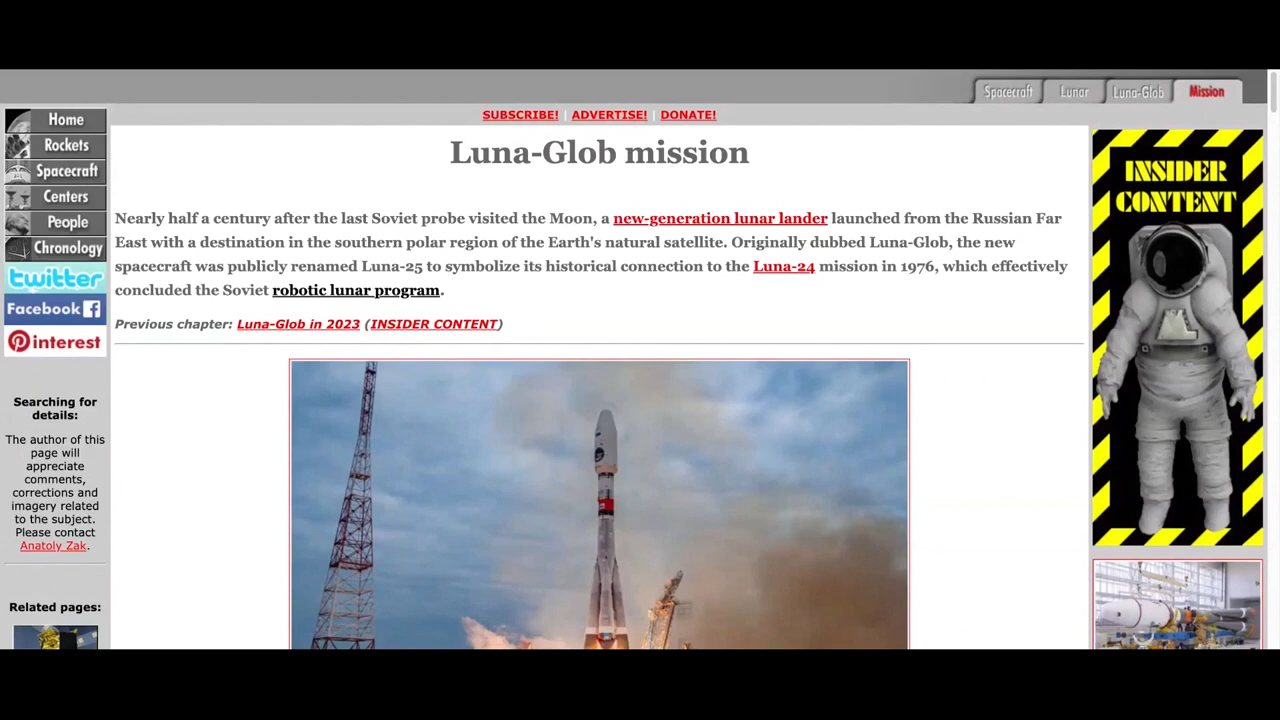 Spacecraft
Lunar
Luna-Glob
Mission
SUBSCRIBE! | ADVERTISE! | DONATE!
Home
Rockets
Spacecraft
Centers
People
Chronology
twitter
Facebook f
Pinterest
Searching for
details:
The author of this
page will
appreciate
comments,
corrections and
imagery related
to the subject.
Please contact
Anatoly Zak.
Related pages:
Luna-Glob mission
Nearly half a century after the last Soviet probe visited the Moon, a new-generation lunar lander launched from the Russian Far
East with a destination in the southern polar region of the Earth's natural satellite. Originally dubbed Luna-Glob, the new
spacecraft was publicly renamed Luna-25 to symbolize its historical connection to the Luna-24 mission in 1976, which effectively
concluded the Soviet robotic lunar program.
Previous chapter: Luna-Glob in 2023 (INSIDER CONTENT)
INSIDER
CONTENT